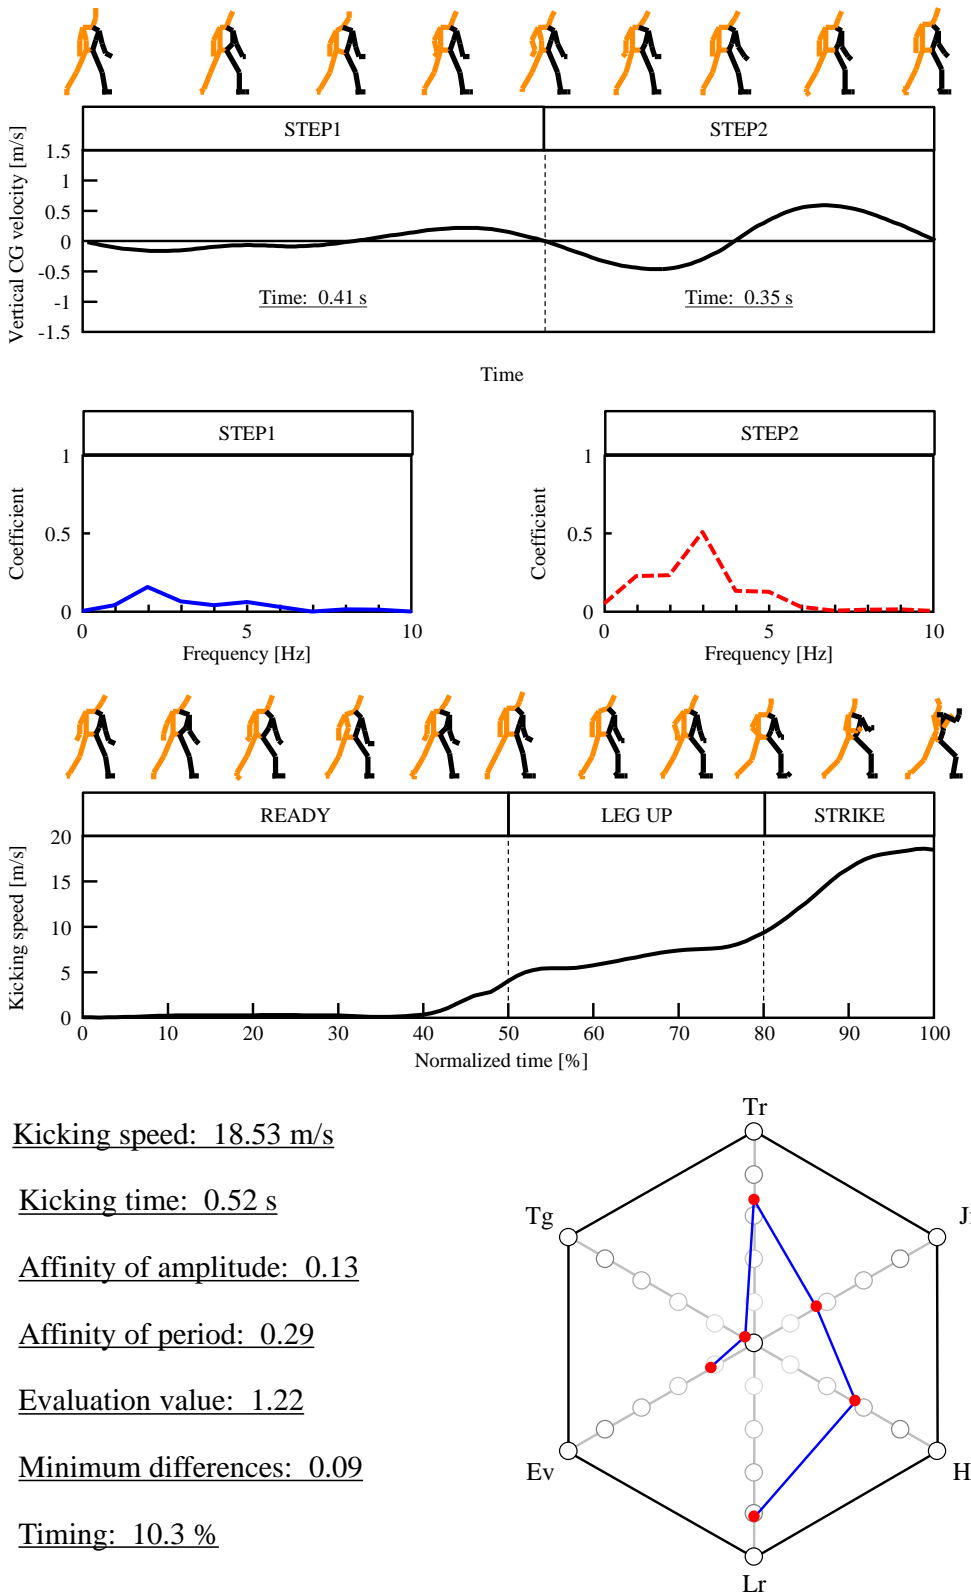 STEP1 STEP2
Vertical CG velocity [m/s]
1.5
1
0.5
0
-0.5
-1
-1.5
Time: 0.41 s Time: 0.35 s
Time
STEP1 STEP2
Coefficient
1
0.5
0
0 5 10
Frequency [Hz]
Coefficient
1
0.5
0
0 5 10
Frequency [Hz]
READY LEG UP STRIKE
Kicking speed [m/s]
20
15
10
5
0
0 10 20 30 40 50 60 70 80 90 100
Normalized time [%]
Kicking speed: 18.53 m/s
Kicking time: 0.52 s
Affinity of amplitude: 0.13
Affinity of period: 0.29
Evaluation value: 1.22
Minimum differences: 0.09
Timing: 10.3 %
Tr
Tg
Ev
H
Lr